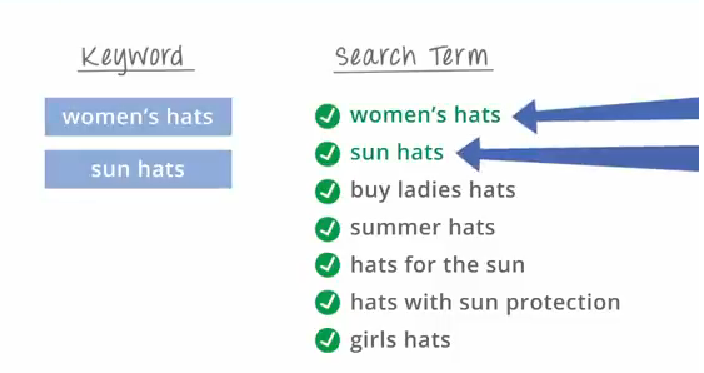 Keyword
Search Term
women's hats
sun hats
women's hats
sun hats
buy ladies hats
summer hats
hats for the sun
hats with sun protection
girls hats